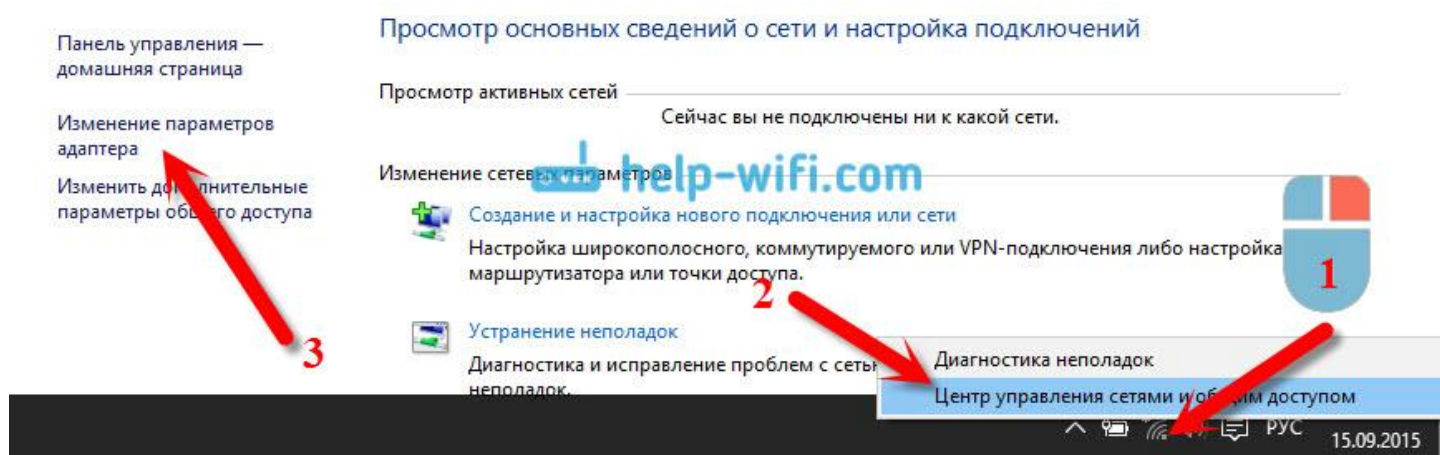 Панель управления —
домашняя страница
Изменение параметров
адаптера
Изменить дополнительные
параметры общего доступа
Просмотр основных сведений о сети и настройка подключений
Просмотр активных сетей
Сейчас вы не подключены ни к какой сети.
Изменение сетевых параметров
help-wifi.com
Создание и настройка нового подключения или сети
Настройка широкополосного, коммутируемого или VPN-подключения либо настройка
маршрутизатора или точки доступа.
Устранение неполадок
Диагностика и исправление проблем с
неполадок.
1
2
3
Диагностика неполадок
Центр управления сетями и общим доступом
РУС
15.09.2015